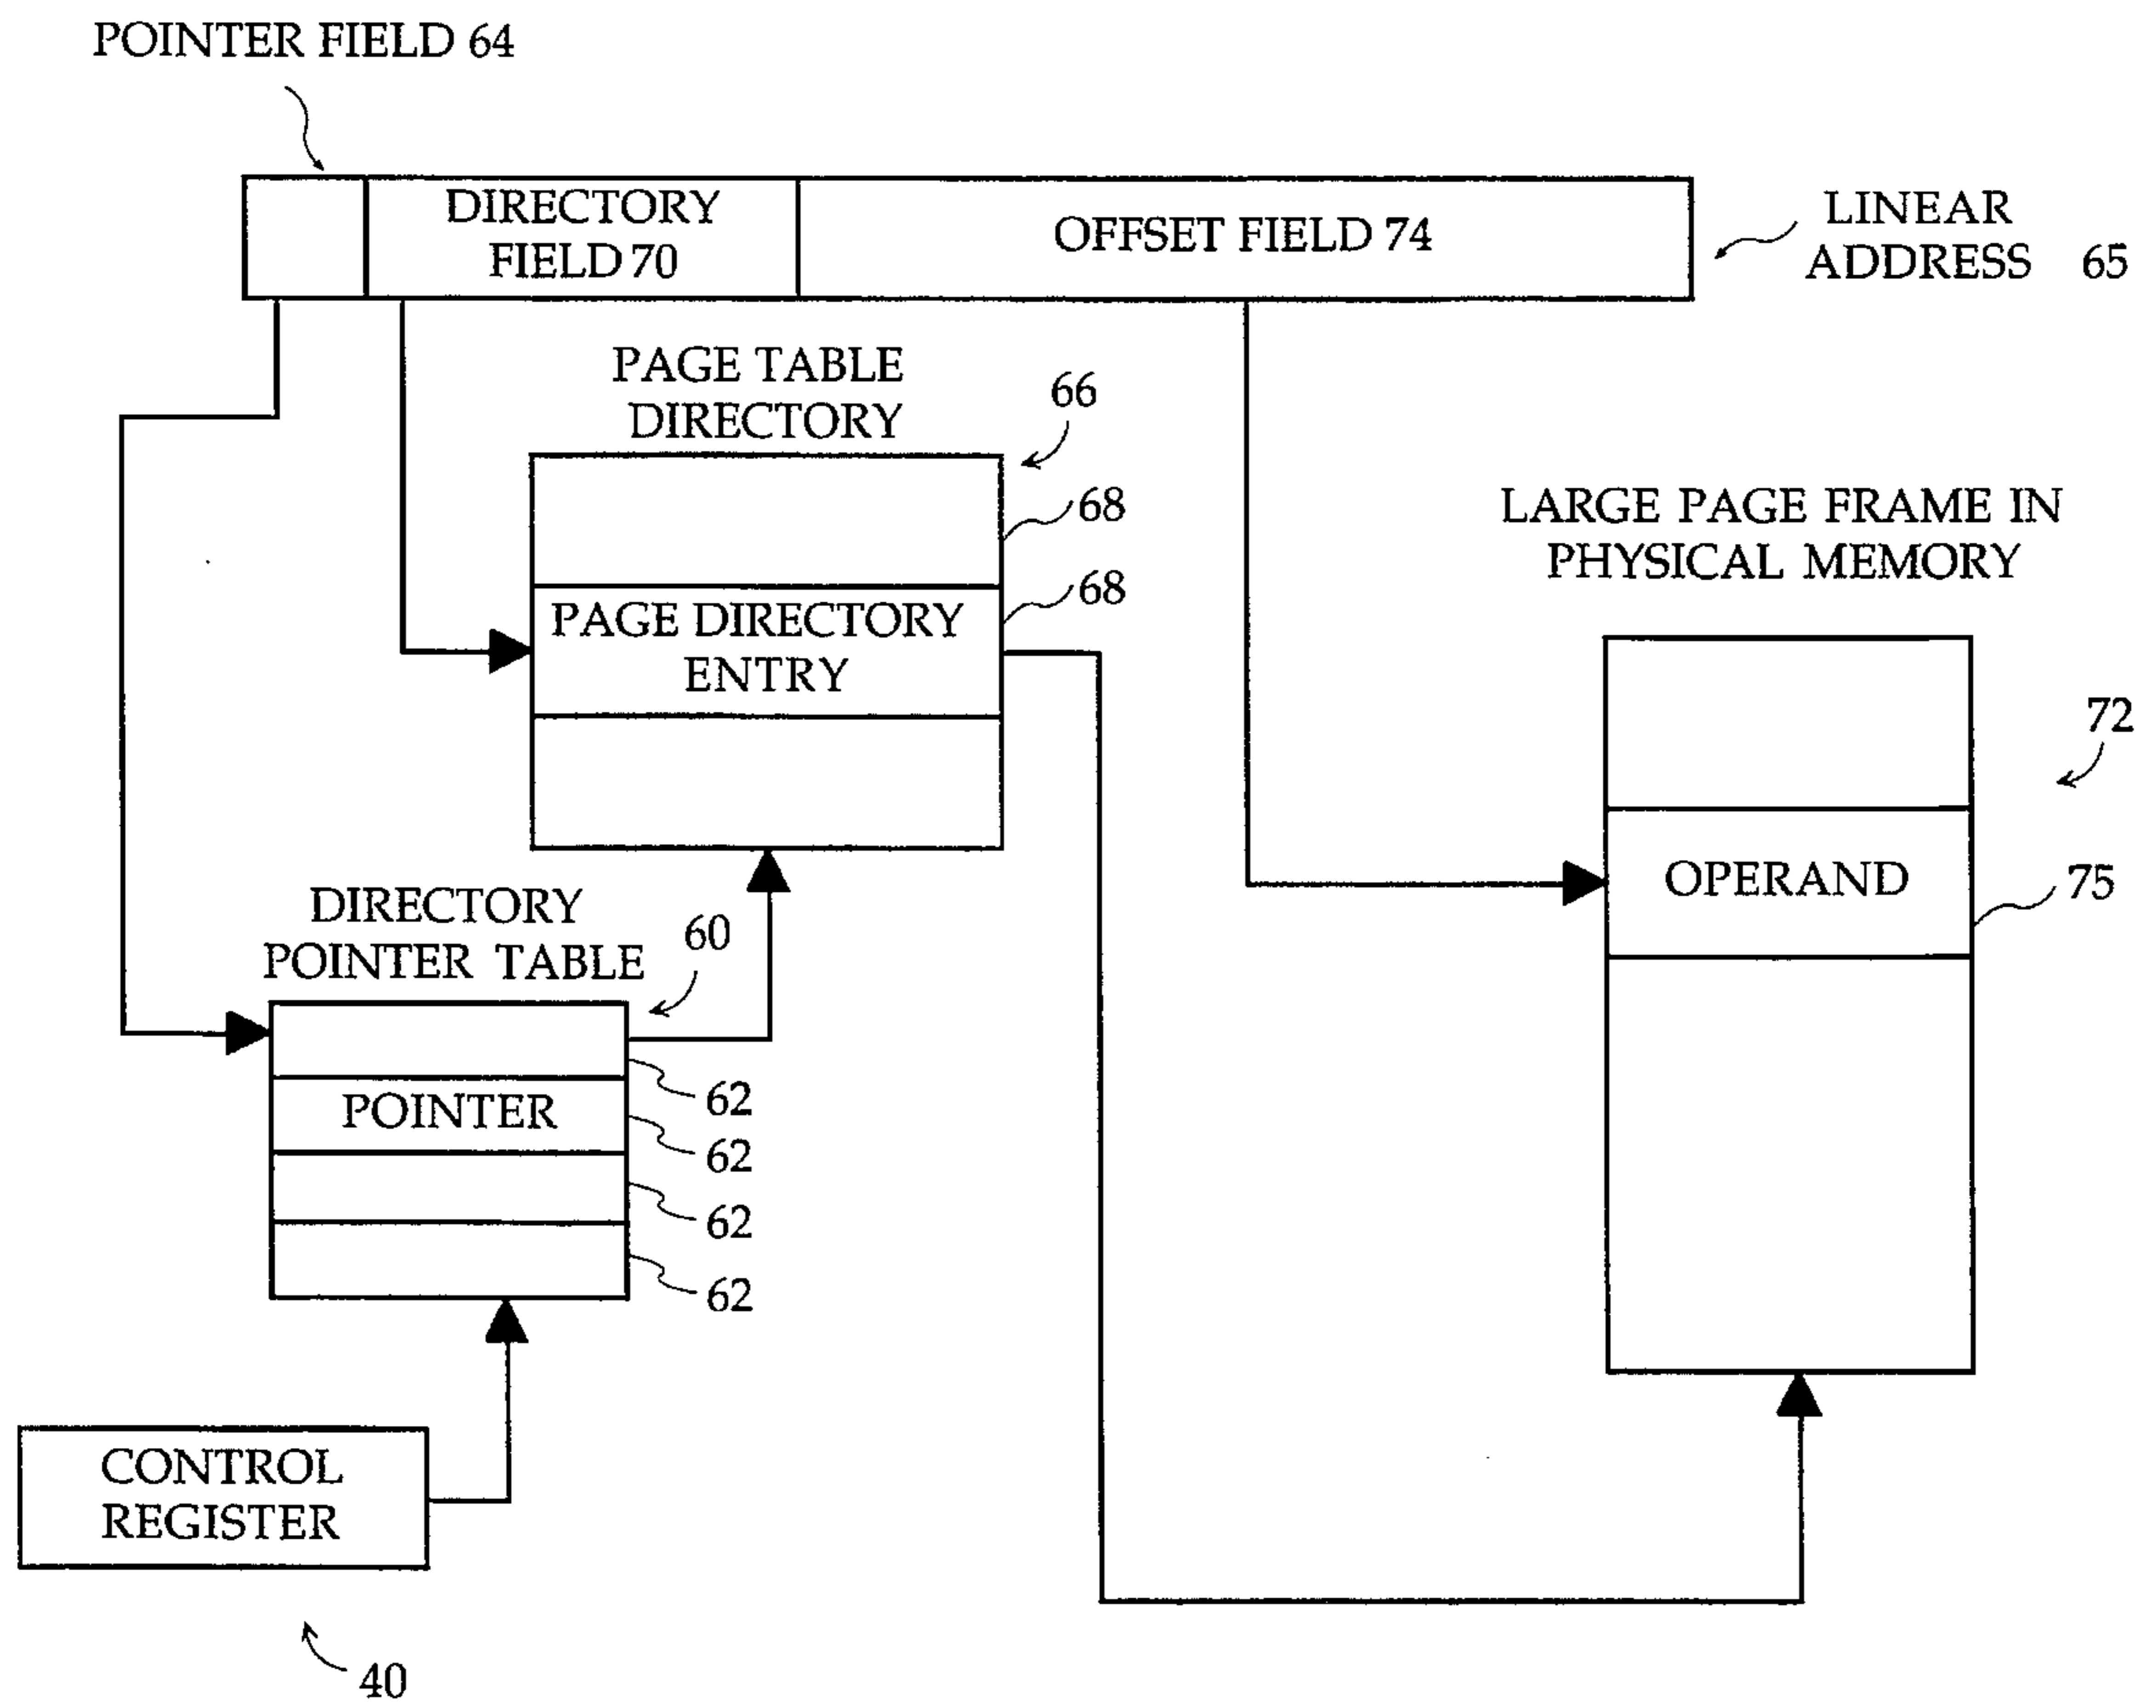 POINTER FIELD 64
DIRECTORY
FIELD 70
OFFSET FIELD 74
LINEAR
ADDRESS 65
PAGE TABLE
DIRECTORY
66
68
68
PAGE DIRECTORY
ENTRY
LARGE PAGE FRAME IN
PHYSICAL MEMORY
72
OPERAND
75
DIRECTORY
POINTER TABLE
60
62
POINTER
62
62
62
CONTROL
REGISTER
40